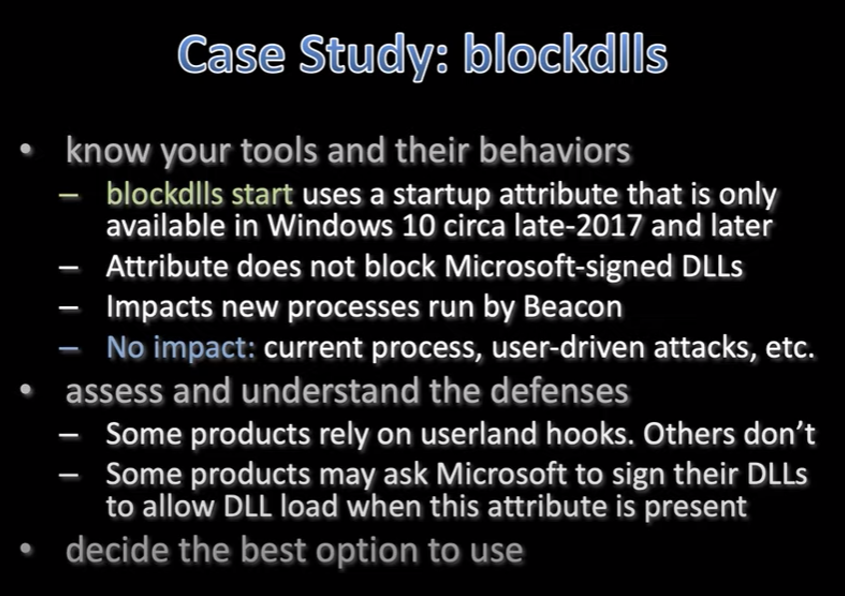 Case Study: blockdlls
• know your tools and their behaviors
– blockdlls start uses a startup attribute that is only
available in Windows 10 circa late-2017 and later
– Attribute does not block Microsoft-signed DLLs
– Impacts new processes run by Beacon
– No impact: current process, user-driven attacks, etc.
• assess and understand the defenses
– Some products rely on userland hooks. Others don’t
– Some products may ask Microsoft to sign their DLLs
to allow DLL load when this attribute is present
• decide the best option to use